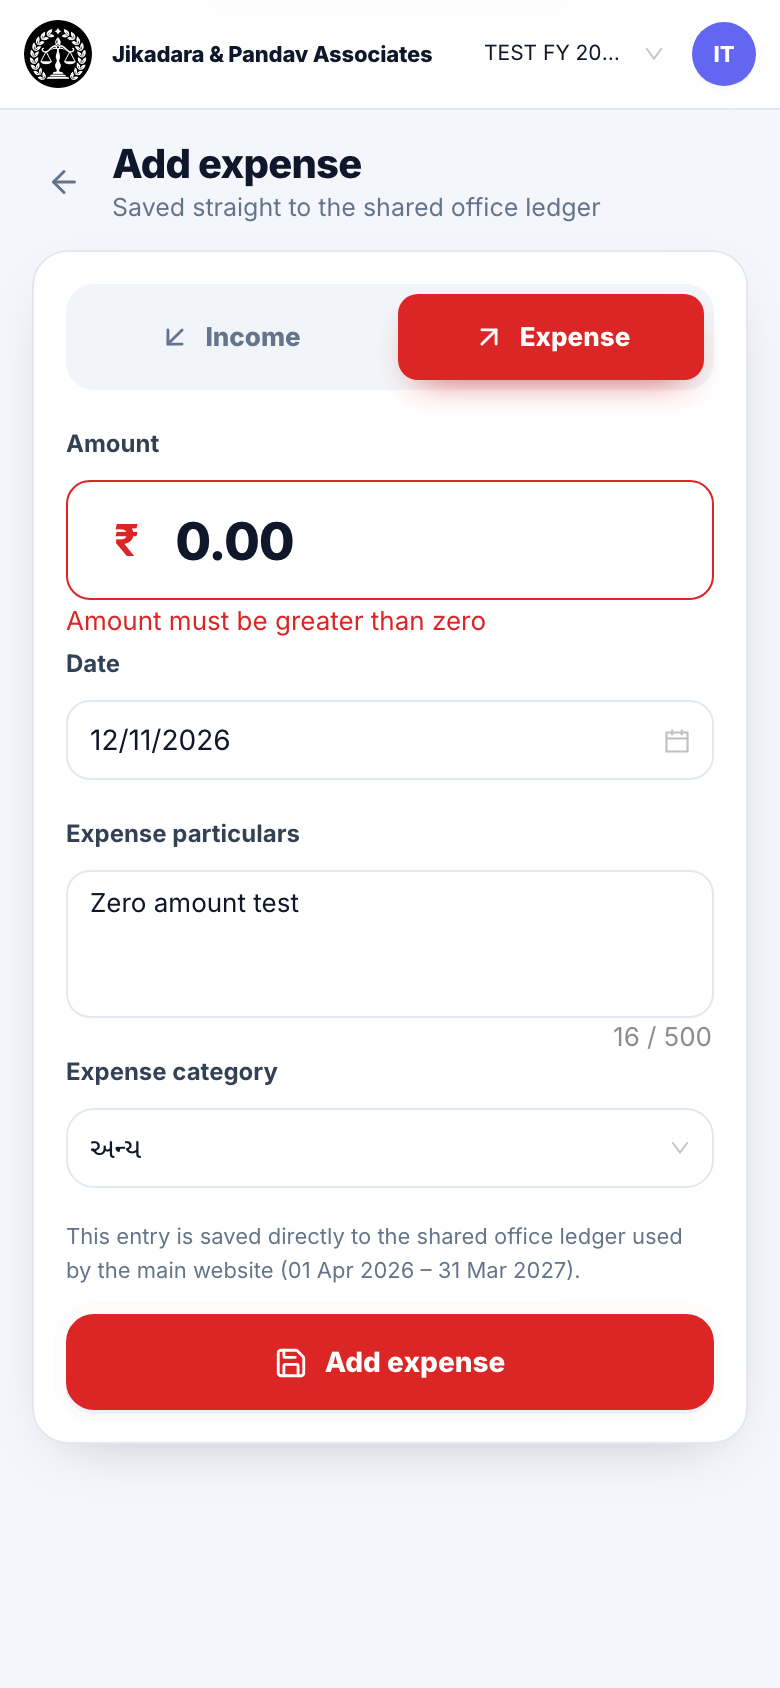 Jikadara & Pandav Associates
TEST FY 20...
IT
Add expense
Saved straight to the shared office ledger
Income
Expense
Amount
₹ 0.00
Amount must be greater than zero
Date
12/11/2026
Expense particulars
Zero amount test
16 / 500
Expense category
અન્ય
This entry is saved directly to the shared office ledger used
by the main website (01 Apr 2026 – 31 Mar 2027).
Add expense